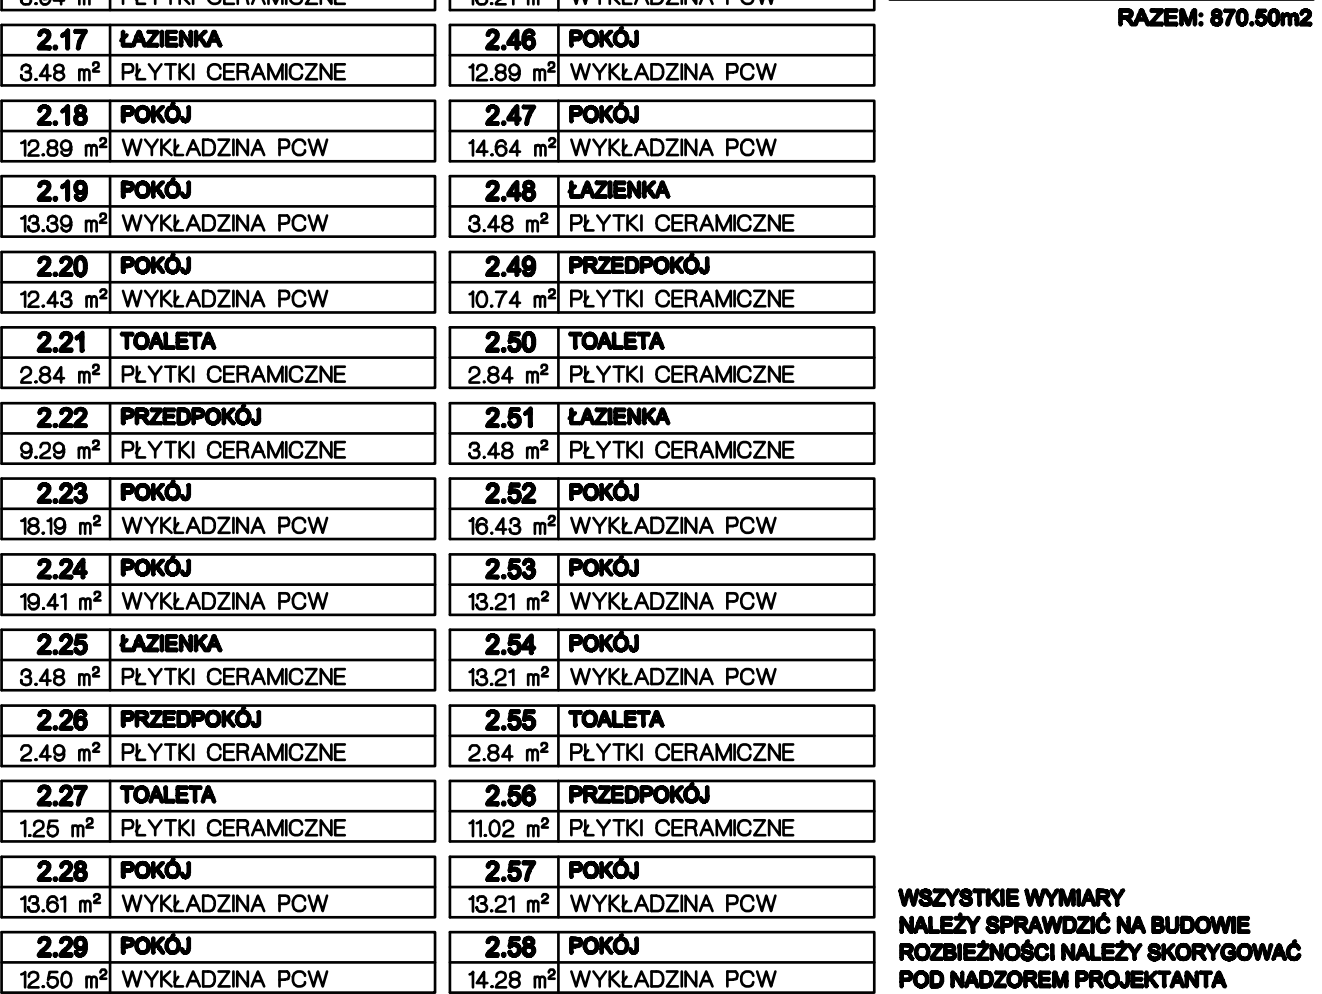 RAZEM: 870.50m2
2.17 ŁAZIENKA
3.48 m² PŁYTKI CERAMICZNE
2.18 POKÓJ
12.89 m² WYKŁADZINA PCW
2.19 POKÓJ
13.39 m² WYKŁADZINA PCW
2.20 POKÓJ
12.43 m² WYKŁADZINA PCW
2.21 TOALETA
2.84 m² PŁYTKI CERAMICZNE
2.22 PRZEDPOKÓJ
9.29 m² PŁYTKI CERAMICZNE
2.23 POKÓJ
18.19 m² WYKŁADZINA PCW
2.24 POKÓJ
19.41 m² WYKŁADZINA PCW
2.25 ŁAZIENKA
3.48 m² PŁYTKI CERAMICZNE
2.26 PRZEDPOKÓJ
2.49 m² PŁYTKI CERAMICZNE
2.27 TOALETA
1.25 m² PŁYTKI CERAMICZNE
2.28 POKÓJ
13.61 m² WYKŁADZINA PCW
2.29 POKÓJ
12.50 m² WYKŁADZINA PCW
2.46 POKÓJ
12.89 m² WYKŁADZINA PCW
2.47 POKÓJ
14.64 m² WYKŁADZINA PCW
2.48 ŁAZIENKA
3.48 m² PŁYTKI CERAMICZNE
2.49 PRZEDPOKÓJ
10.74 m² PŁYTKI CERAMICZNE
2.50 TOALETA
2.84 m² PŁYTKI CERAMICZNE
2.51 ŁAZIENKA
3.48 m² PŁYTKI CERAMICZNE
2.52 POKÓJ
16.43 m² WYKŁADZINA PCW
2.53 POKÓJ
13.21 m² WYKŁADZINA PCW
2.54 POKÓJ
13.21 m² WYKŁADZINA PCW
2.55 TOALETA
2.84 m² PŁYTKI CERAMICZNE
2.56 PRZEDPOKÓJ
11.02 m² PŁYTKI CERAMICZNE
2.57 POKÓJ
13.21 m² WYKŁADZINA PCW
2.58 POKÓJ
14.28 m² WYKŁADZINA PCW
WSZYSTKIE WYMIARY
NALEŻY SPRAWDZIĆ NA BUDOWIE
ROZBIEŻNOŚCI NALEŻY SKORYGOWAĆ
POD NADZOREM PROJEKTANTA